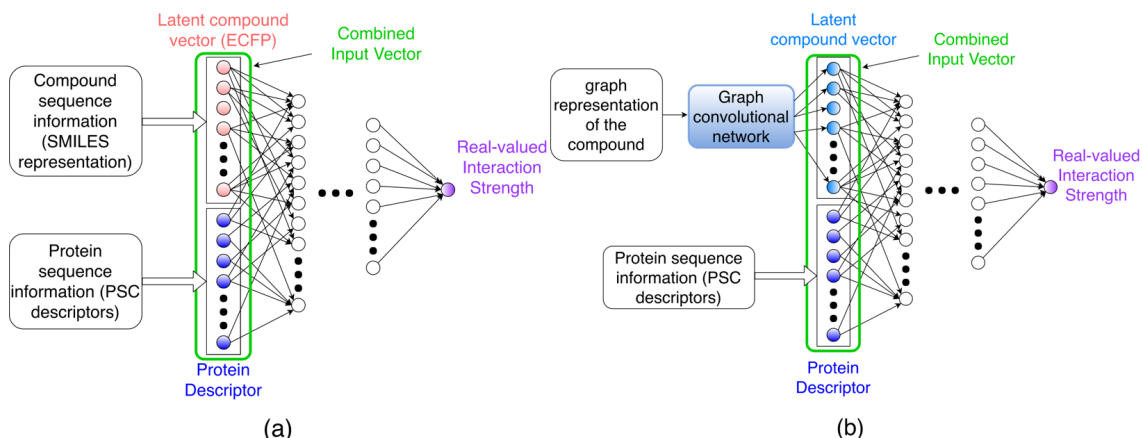 Latent compound
vector (ECFP)
Combined
Input Vector
Compound
sequence
information
(SMILES
representation)
Protein
sequence
information (PSC
descriptors)
Real-valued
Interaction
Strength
Protein
Descriptor
(a)
Latent
compound vector
Combined
Input Vector
graph
representation
of the
compound
Graph
convolutional
network
Protein sequence
information (PSC
descriptors)
Real-valued
Interaction
Strength
Protein
Descriptor
(b)